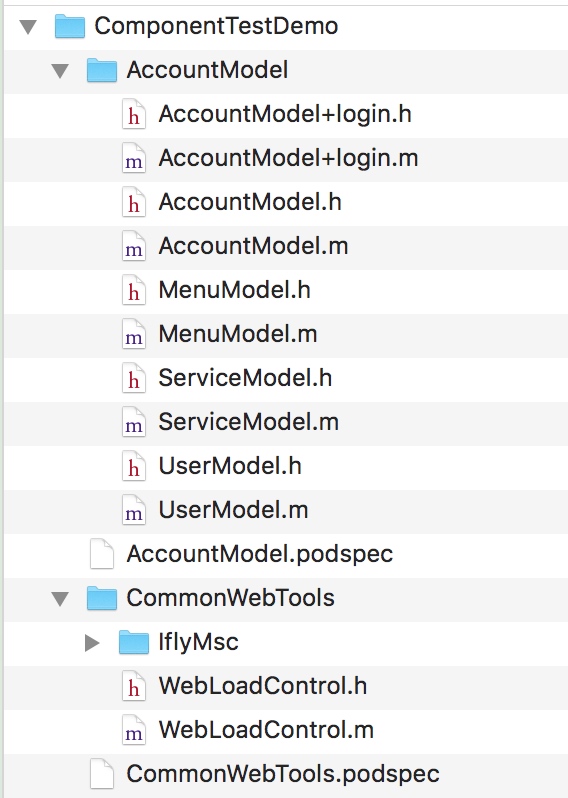 ComponentTestDemo
AccountModel
h AccountModel+login.h
m AccountModel+login.m
h AccountModel.h
m AccountModel.m
h MenuModel.h
m MenuModel.m
h ServiceModel.h
m ServiceModel.m
h UserModel.h
m UserModel.m
AccountModel.podspec
CommonWebTools
IflyMsc
h WebLoadControl.h
m WebLoadControl.m
CommonWebTools.podspec